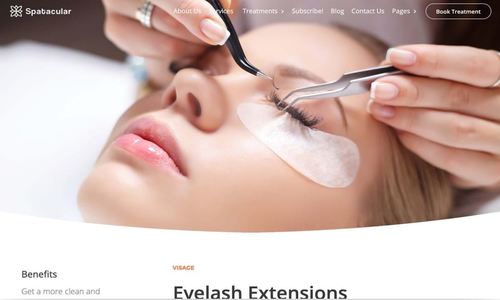 Spatacular
About Us Services Treatments Subscribe! Blog Contact Us Pages Book Treatment
VISAGE
Benefits
Eyelash Extensions
Get a more clean and